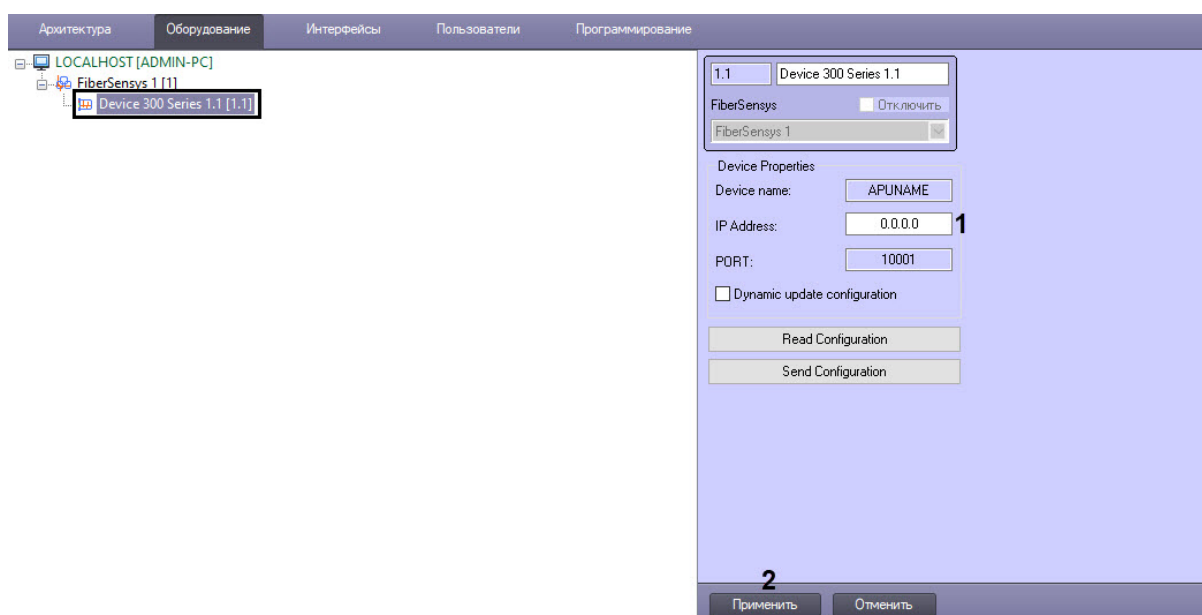 Архитектура Оборудование Интерфейсы Пользователи Программирование
LOCALHOST [ADMIN-PC]
FiberSensys 1 [1]
Device 300 Series 1.1 [1.1]
1.1 Device 300 Series 1.1
FiberSensys Отключить
FiberSensys 1
Device Properties
Device name: APUNAME
IP Address: 0.0.0.0 1
PORT: 10001
Dynamic update configuration
Read Configuration
Send Configuration
2
Применить Отменить